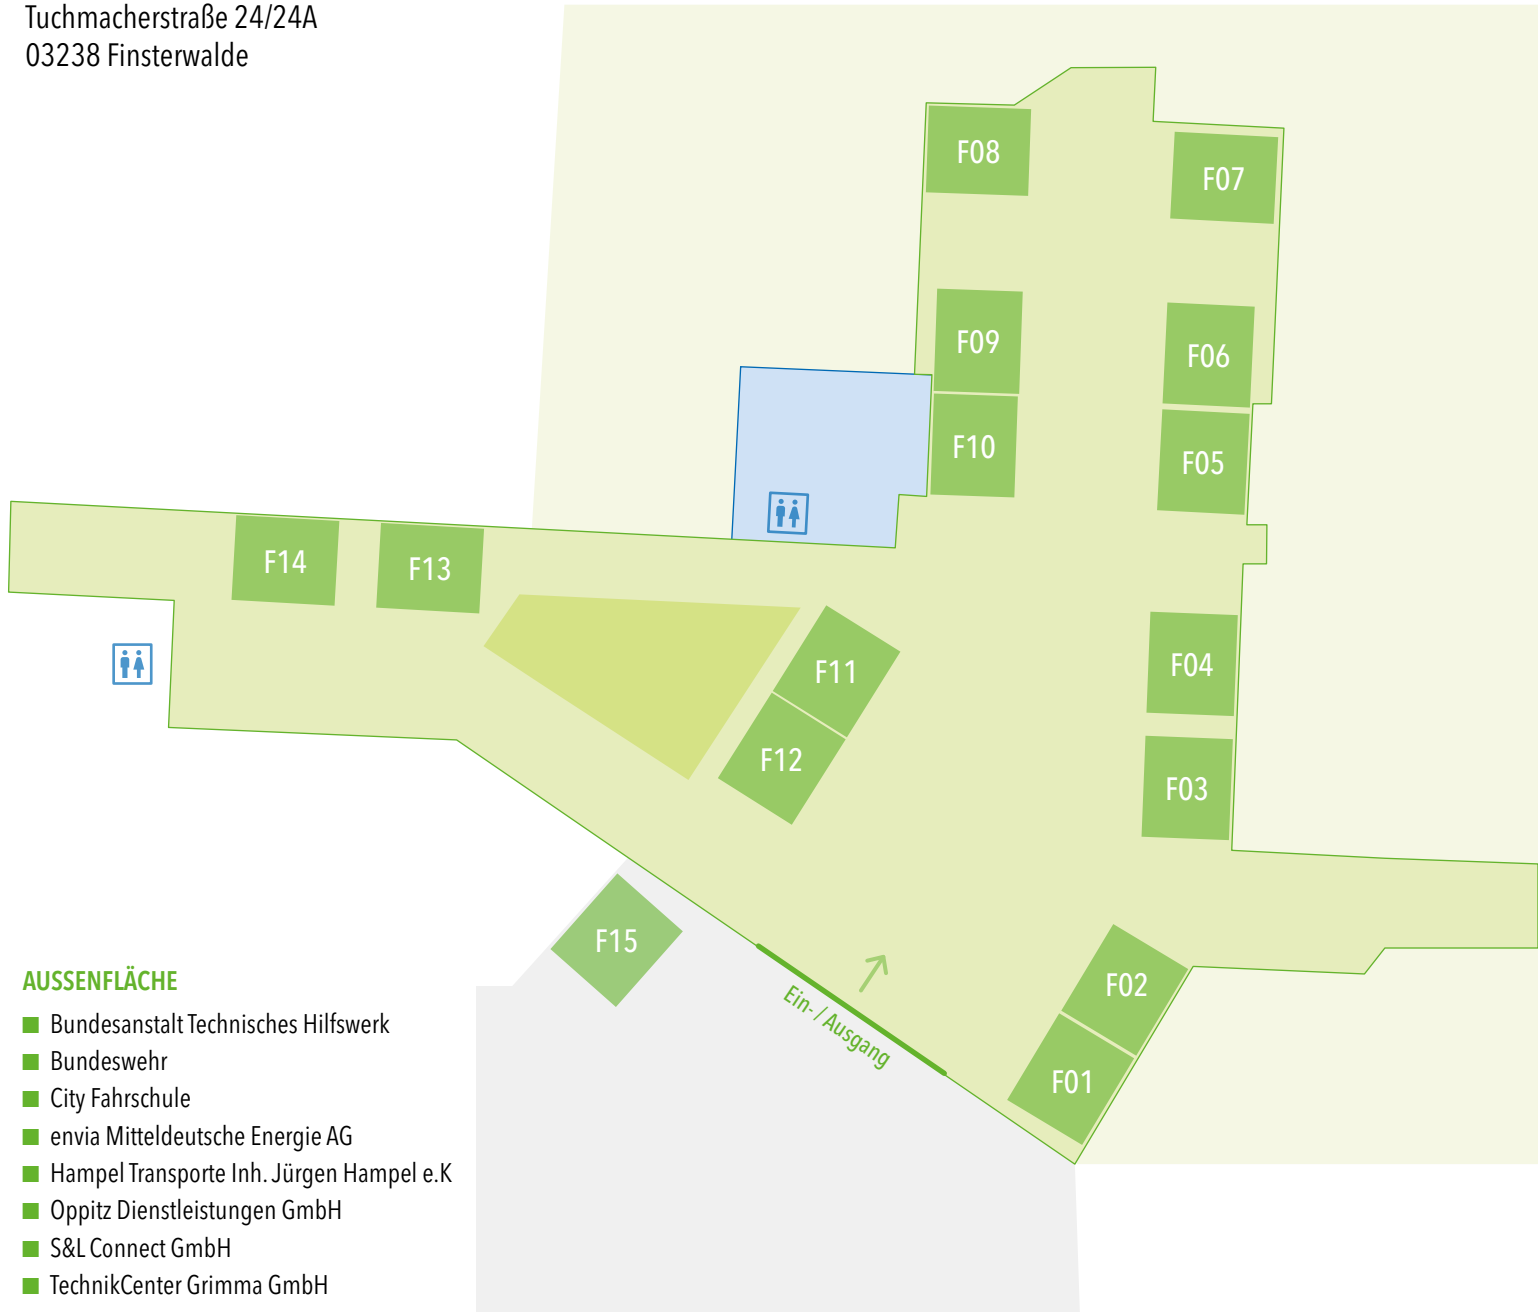 Tuchmacherstraße 24/24A
03238 Finsterwalde
F08
F07
F09
F06
F10
F05
F14
F13
F11
F04
F12
F03
F15
F02
F01
Ein- / Ausgang
AUSSENFLÄCHE
Bundesanstalt Technisches Hilfswerk
Bundeswehr
City Fahrschule
envia Mitteldeutsche Energie AG
Hampel Transporte Inh. Jürgen Hampel e.K
Oppitz Dienstleistungen GmbH
S&L Connect GmbH
TechnikCenter Grimma GmbH